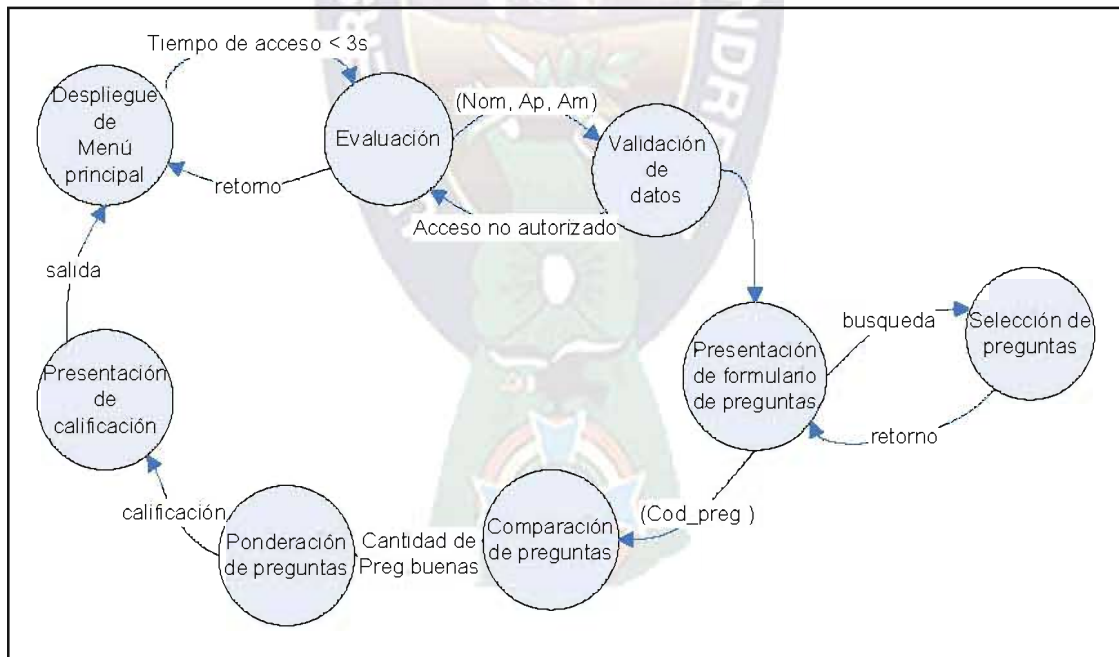 Tiempo de acceso < 3s
Despliegue
de
Menú
principal
Evaluación
(Nom, Ap, Am)
Validación
de
datos
retorno
Acceso no autorizado
salida
busqueda
Selección de
preguntas
Presentación
de formulario
de preguntas
retorno
Presentación
de
calificación
calificación
Ponderación
de preguntas
Cantidad de
Preg buenas
Comparación
de preguntas
(Cod_preg )